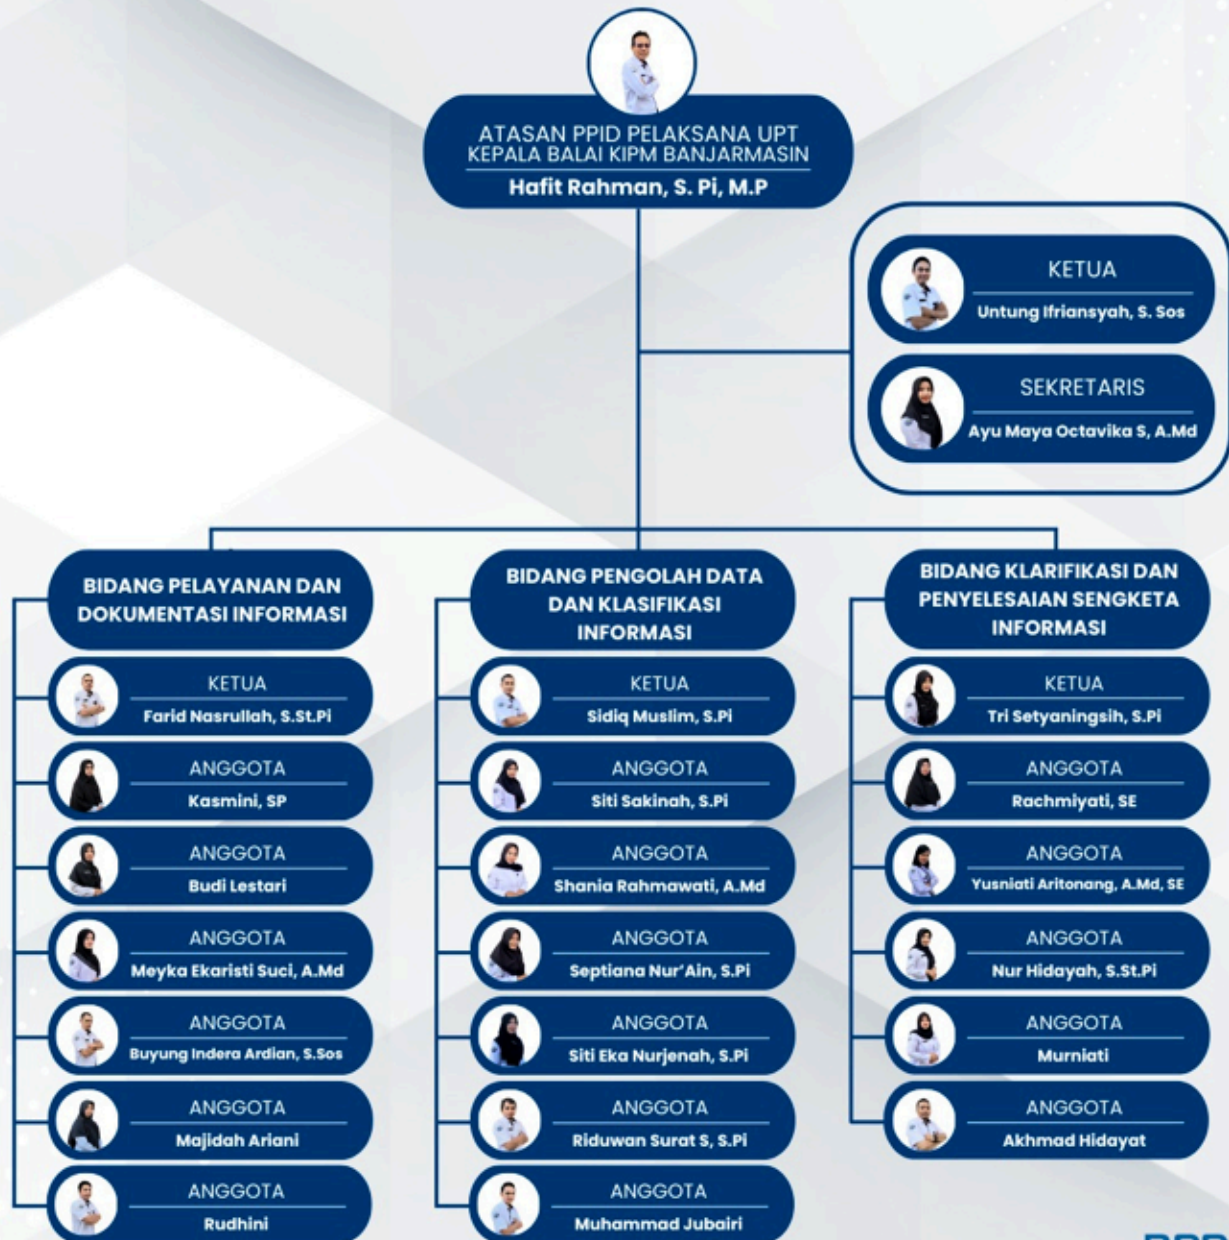 ATASAN PPID PELAKSANA UPT
KEPALA BALAI KIPM BANJARMASIN
Hafit Rahman, S. Pi, M.P
KETUA
Untung Ifriansyah, S. Sos
SEKRETARIS
Ayu Maya Octavika S, A.Md
BIDANG PELAYANAN DAN
DOKUMENTASI INFORMASI
KETUA
Farid Nasrullah, S.St.Pi
ANGGOTA
Kasmini, SP
ANGGOTA
Budi Lestari
ANGGOTA
Meyka Ekaristi Suci, A.Md
ANGGOTA
Buyung Indera Ardian, S.Sos
ANGGOTA
Majidah Ariani
ANGGOTA
Rudhini
BIDANG PENGOLAH DATA
DAN KLASIFIKASI
INFORMASI
KETUA
Sidiq Muslim, S.Pi
ANGGOTA
Siti Sakinah, S.Pi
ANGGOTA
Shania Rahmawati, A.Md
ANGGOTA
Septiana Nur'Ain, S.Pi
ANGGOTA
Siti Eka Nurjenah, S.Pi
ANGGOTA
Riduwan Surat S, S.Pi
ANGGOTA
Muhammad Jubairi
BIDANG KLARIFIKASI DAN
PENYELESAIAN SENGKETA
INFORMASI
KETUA
Tri Setyaningsih, S.Pi
ANGGOTA
Rachmiyati, SE
ANGGOTA
Yusniati Aritonang, A.Md, SE
ANGGOTA
Nur Hidayah, S.St.Pi
ANGGOTA
Murniati
ANGGOTA
Akhmad Hidayat